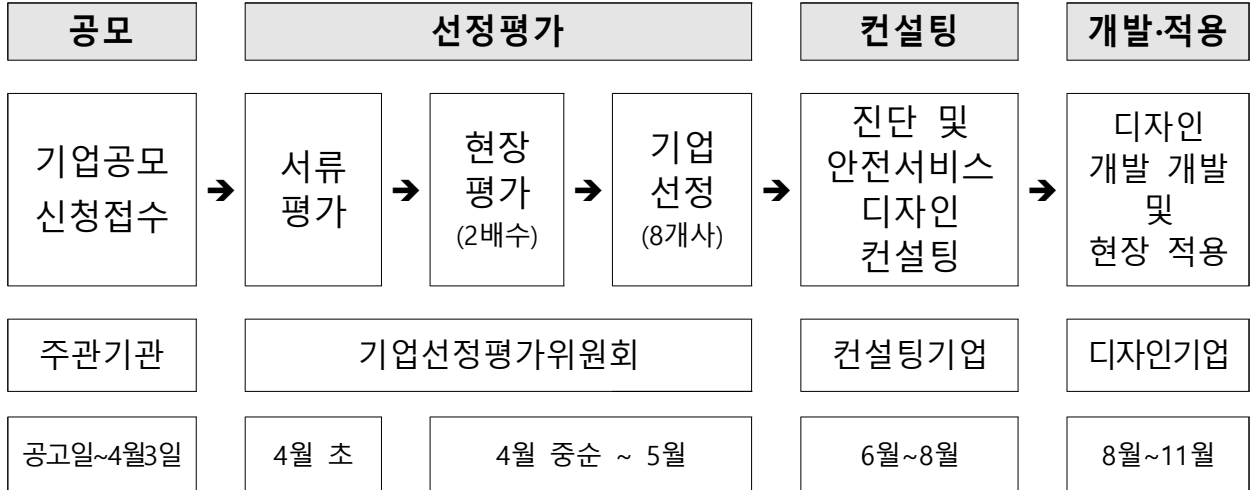 공모
선정평가
컨설팅
개발·적용
기업공모
신청접수
➔
서류
평가
➔
현장
평가
(2배수)
➔
기업
선정
(8개사)
➔
진단 및
안전서비스
디자인
컨설팅
➔
디자인
개발 개발
및
현장 적용
주관기관
기업선정평가위원회
컨설팅기업
디자인기업
공고일~4월3일
4월 초
4월 중순 ~ 5월
6월~8월
8월~11월